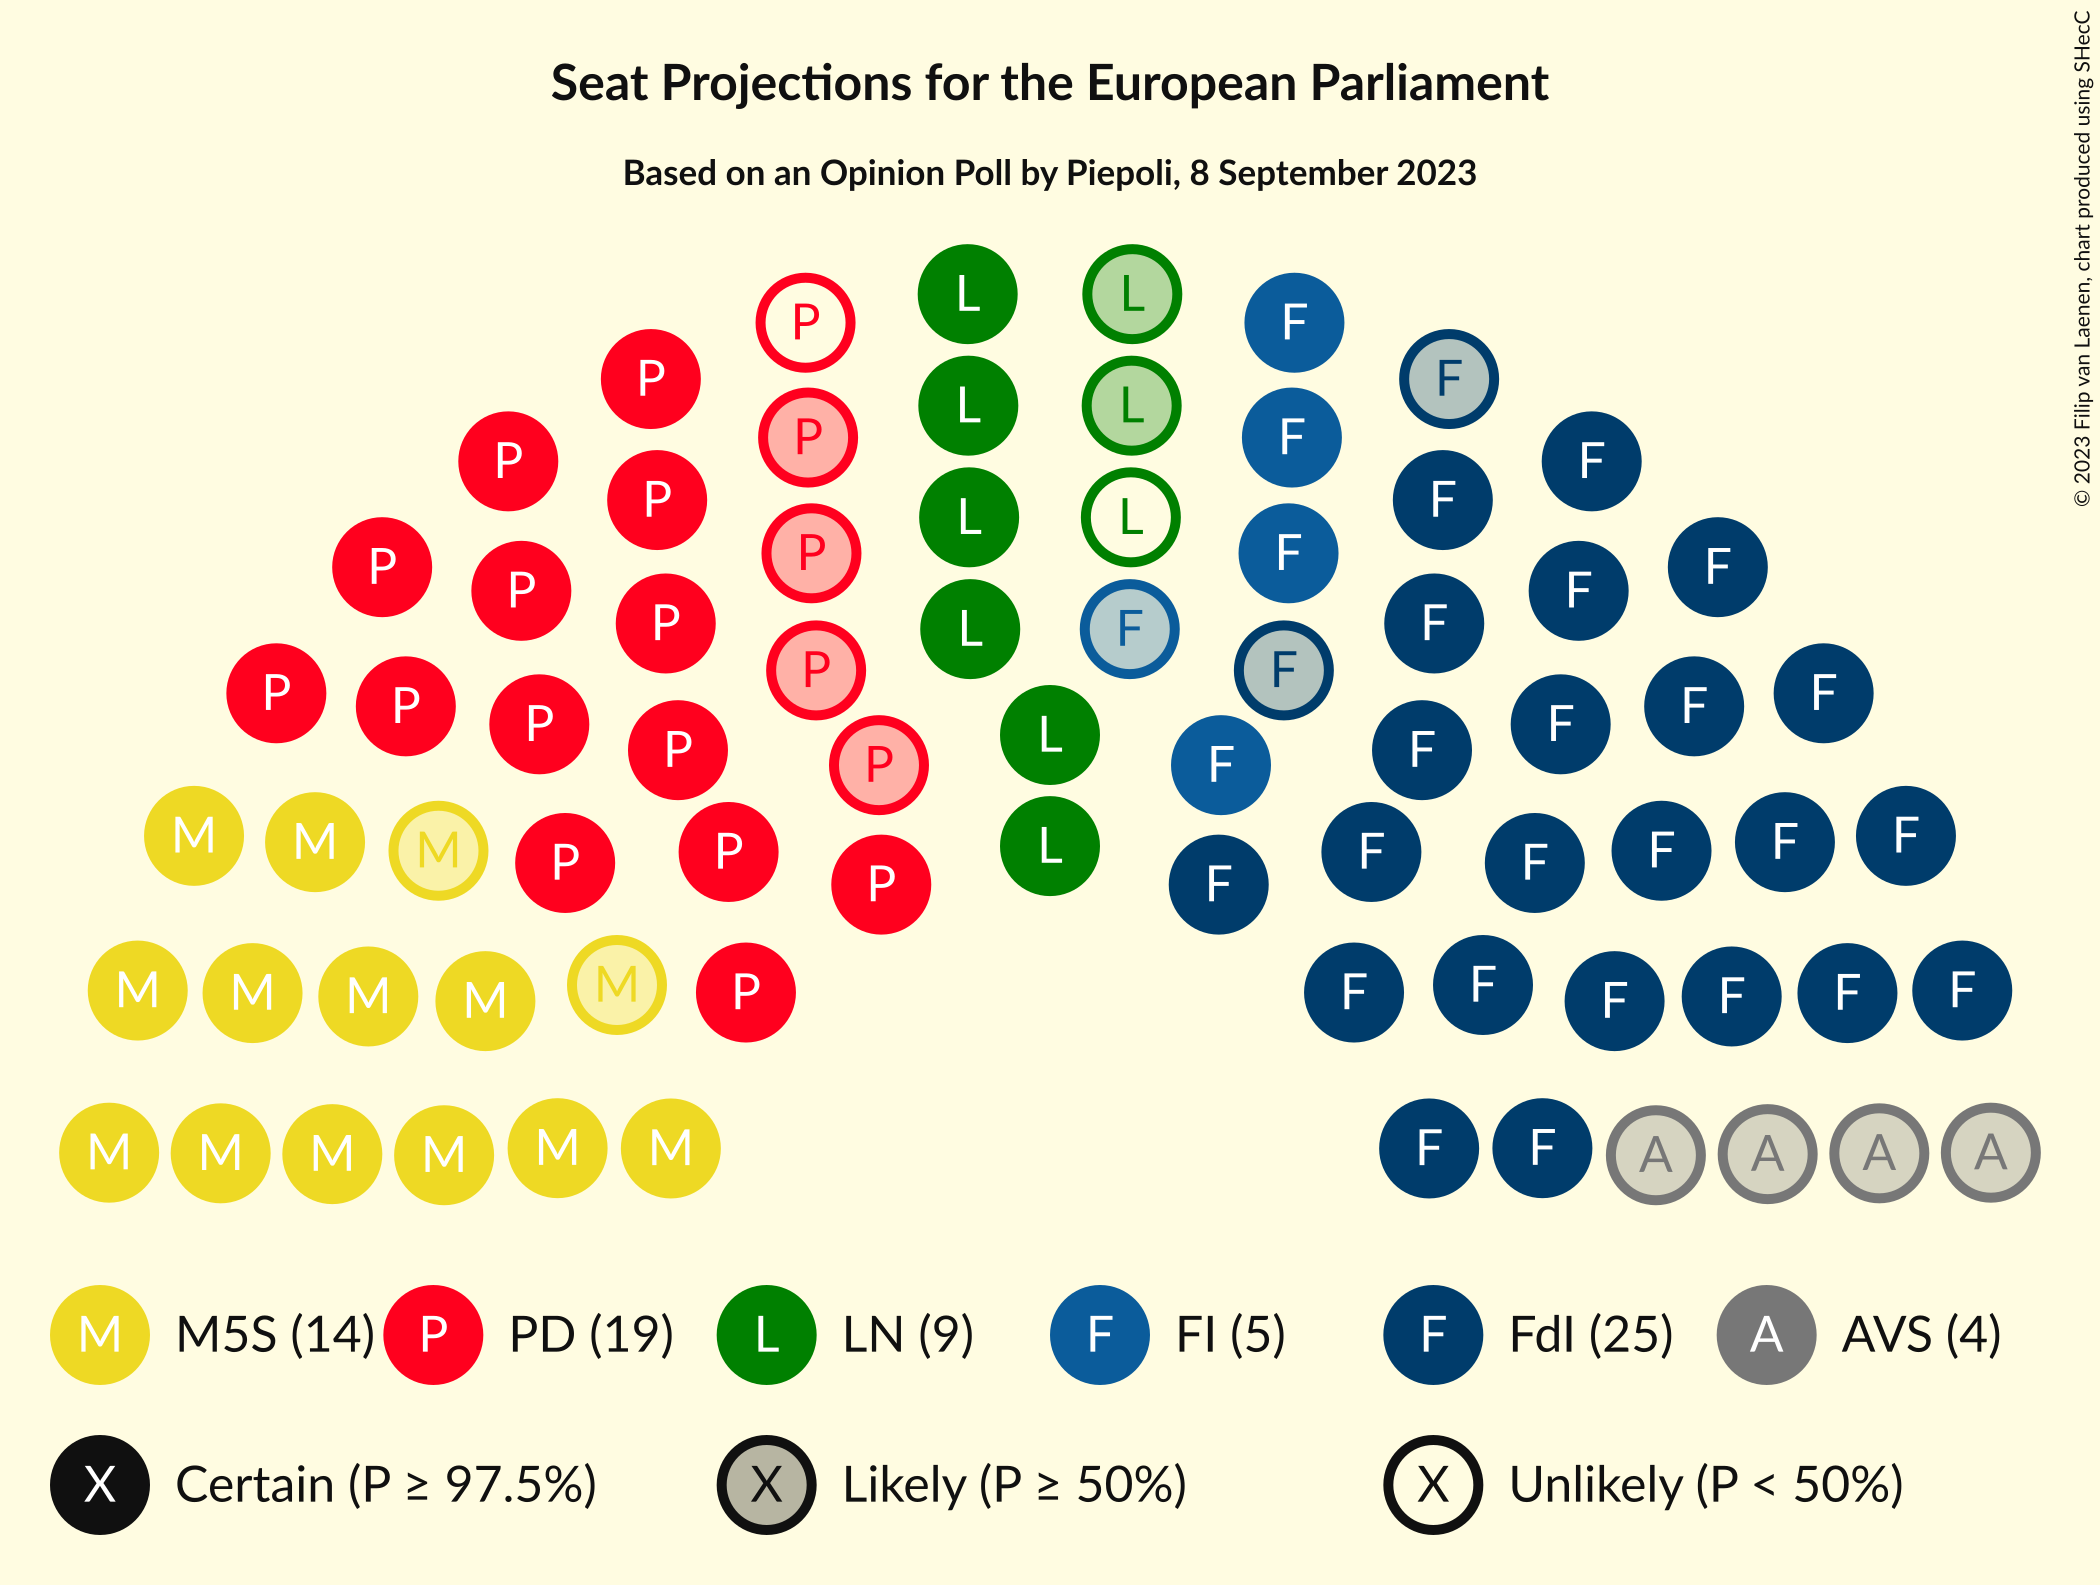 Seat Projections for the European Parliament
Based on an Opinion Poll by Piepoli, 8 September 2023
© 2023 Filip van Laenen, chart produced using SHecC
L L
P F
P F
L L
P F
P F
P F
L L
P F
P F
P F
P F
P F
L F
P F
P F
P F
P F
P F
L
P F
P F
M F
M F
M F
P F
P F
L
P F
M M M M M P F F F F F F
M M M M M M F F A A A A
M M5S (14) P PD (19) L LN (9) F FI (5) F FdI (25) A AVS (4)
X Certain (P ≥ 97.5%) X Likely (P ≥ 50%) X Unlikely (P < 50%)